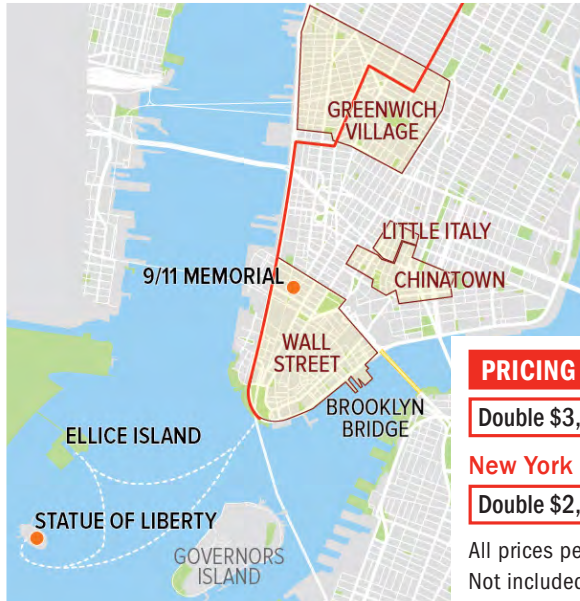 GREENWICH
VILLAGE
LITTLE ITALY
9/11 MEMORIAL
CHINATOWN
WALL
STREET
BROOKLYN
BRIDGE
ELLICE ISLAND
STATUE OF LIBERTY
GOVERNORS
ISLAND
PRICING
Double $3,
New York
Double $2,
All prices pe
Not included